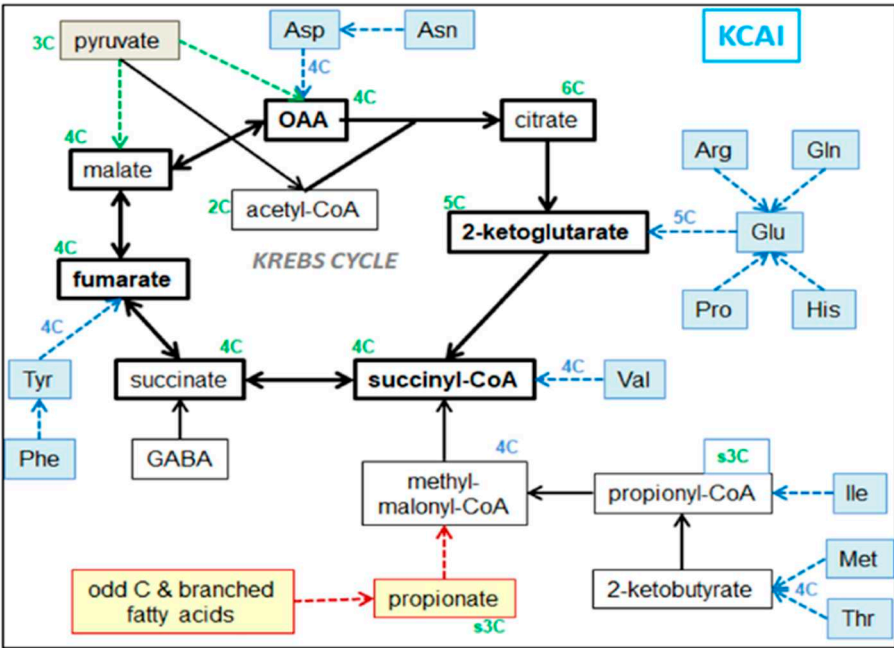 3C
pyruvate
Asp
Asn
KCAI
4C
4C
6C
OAA
citrate
4C
malate
Arg
Gln
2C
acetyl-CoA
5C
2-ketoglutarate
5C
Glu
4C
KREBS CYCLE
fumarate
Pro
His
4C
4C
4C
Tyr
succinate
succinyl-CoA
4C
Val
Phe
GABA
4C
s3C
methyl-
malonyl-CoA
propionyl-CoA
Ile
Met
odd C & branched
fatty acids
propionate
2-ketobutyrate
4C
Thr
s3C